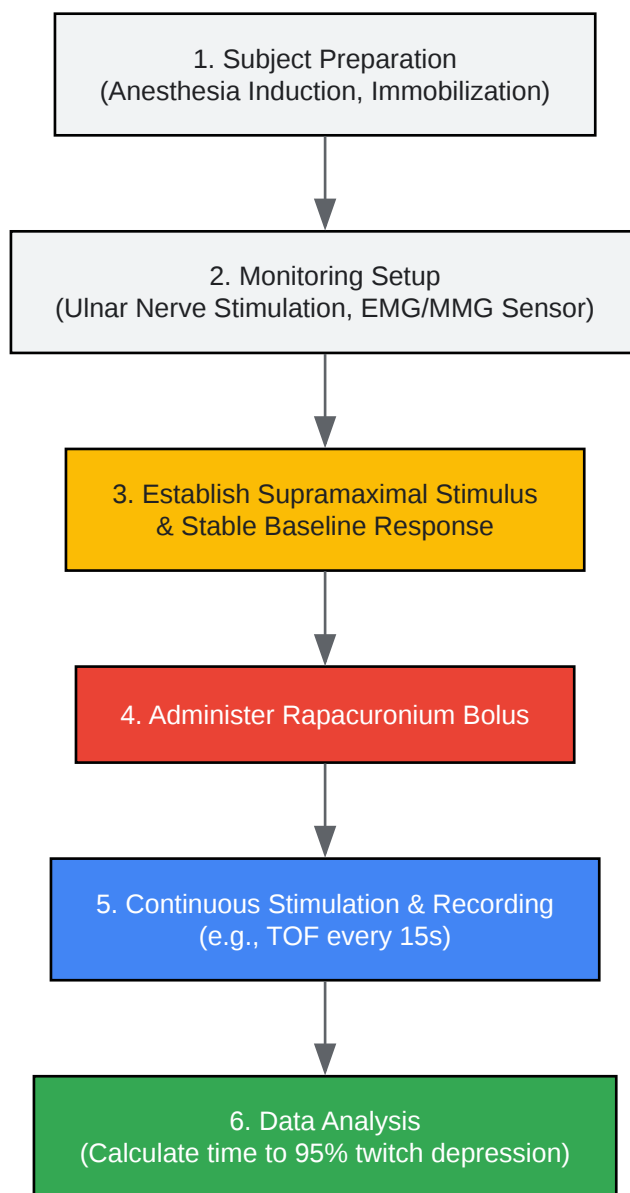 1. Subject Preparation
(Anesthesia Induction, Immobilization)
2. Monitoring Setup
(Ulnar Nerve Stimulation, EMG/MMG Sensor)
3. Establish Supramaximal Stimulus
& Stable Baseline Response
4. Administer Rapacuronium Bolus
5. Continuous Stimulation & Recording
(e.g., TOF every 15s)
6. Data Analysis
(Calculate time to 95% twitch depression)